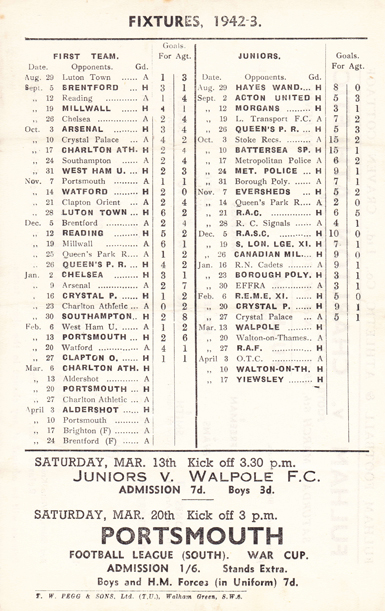 FIXTURES, 1942-3.
FIRST TEAM.
Goals.
For Agt.
Date. Opponents. Gd.
Aug. 29 Luton Town ...... A 1 3
Sept. 5 BRENTFORD ... H 3 1
„ 12 Reading ............ A 1 4
„ 19 MILLWALL ...... H 4 1
„ 26 Chelsea ............ A 2 4
Oct. 3 ARSENAL ...... H 3 4
„ 10 Crystal Palace ... A 4 2
„ 17 CHARLTON ATH. H 2 4
„ 24 Southampton ... A 2 4
„ 31 WEST HAM U. ... H 2 3
Nov. 7 Portsmouth ...... A 1 1
„ 14 WATFORD ...... H 2 0
„ 21 Clapton Orient ... A 2 4
„ 28 LUTON TOWN ... H 6 2
Dec. 5 Brentford ......... A 2 4
„ 12 READING ...... H 5 2
„ 19 Millwall ............ A 6 1
„ 25 Queen's Park R.... A 1 2
„ 26 QUEEN'S P. R. ... H 4 2
Jan. 2 CHELSEA ...... H 3 1
„ 9 Arsenal ............ A 2 7
„ 16 CRYSTAL P. ...... H 1 2
„ 23 Charlton Athletic ... A 0 2
„ 30 SOUTHAMPTON.. H 2 8
Feb. 6 West Ham U. ...... A 1 2
„ 13 PORTSMOUTH ... H 2 6
„ 20 Watford ............ A 4 1
„ 27 CLAPTON O. ...... H 1 1
Mar. 6 CHARLTON ATH. H
„ 13 Aldershot ......... A
„ 20 PORTSMOUTH ... H
„ 27 Charlton Athletic ... A
April 3 ALDERSHOT ...... H
„ 10 Portsmouth ...... A
„ 17 Brighton (F) ...... A
„ 24 Brentford (F) ...... A
JUNIORS.
Goals.
For Agt.
Date. Opponents. Gd.
Aug. 29 HAYES WAND.... H 8 0
Sept. 2 ACTON UNITED H 5 3
„ 12 MORGANS ...... H 3 1
„ 19 L. Transport F.C. A 7 2
„ 26 QUEEN'S P. R. ... H 5 3
Oct. 3 Stoke Recs. ...... A 15 2
„ 10 BATTERSEA SP. H 15 1
„ 17 Metropolitan Police A 6 2
„ 24 MET. POLICE ... H 9 1
„ 31 Borough Poly. ...... A 7 1
Nov. 7 EVERSHEDS ... H 5 2
„ 14 Queen's Park R. ... A 2 0
„ 21 R.A.C. ............ H 6 5
„ 28 R. C. Signals ...... A 4 1
Dec. 5 R.A.S.C. ......... H 10 0
„ 19 S. LON. LGE. XI. H 7 1
„ 26 CANADIAN MIL... H 9 0
Jan. 16 R.N. Cadets ...... A 9 1
„ 23 BOROUGH POLY. H 3 1
„ 30 EFFRA ............ A 3 1
Feb. 6 R.E.M.E. XI. ...... H 5 0
„ 20 CRYSTAL P. ...... H 9 1
„ 27 Crystal Palace ... A 5 1
Mar. 13 WALPOLE ......... H
„ 20 Walton-on-Thames.. A
„ 27 R.A.F. ............ H
April 3 O.T.C. ............ A
„ 10 WALTON-ON-TH. H
„ 17 YIEWSLEY ...... H
SATURDAY, MAR. 13th Kick off 3.30 p.m.
JUNIORS V. WALPOLE F.C.
ADMISSION 7d. Boys 3d.
SATURDAY, MAR. 20th Kick off 3 p.m.
PORTSMOUTH
FOOTBALL LEAGUE (SOUTH). WAR CUP.
ADMISSION 1/6. Stands Extra.
Boys and H.M. Forces (in Uniform) 7d.
T. W. PEGG & SONS, Ltd. (T.U.), Walham Green, S.W.6.